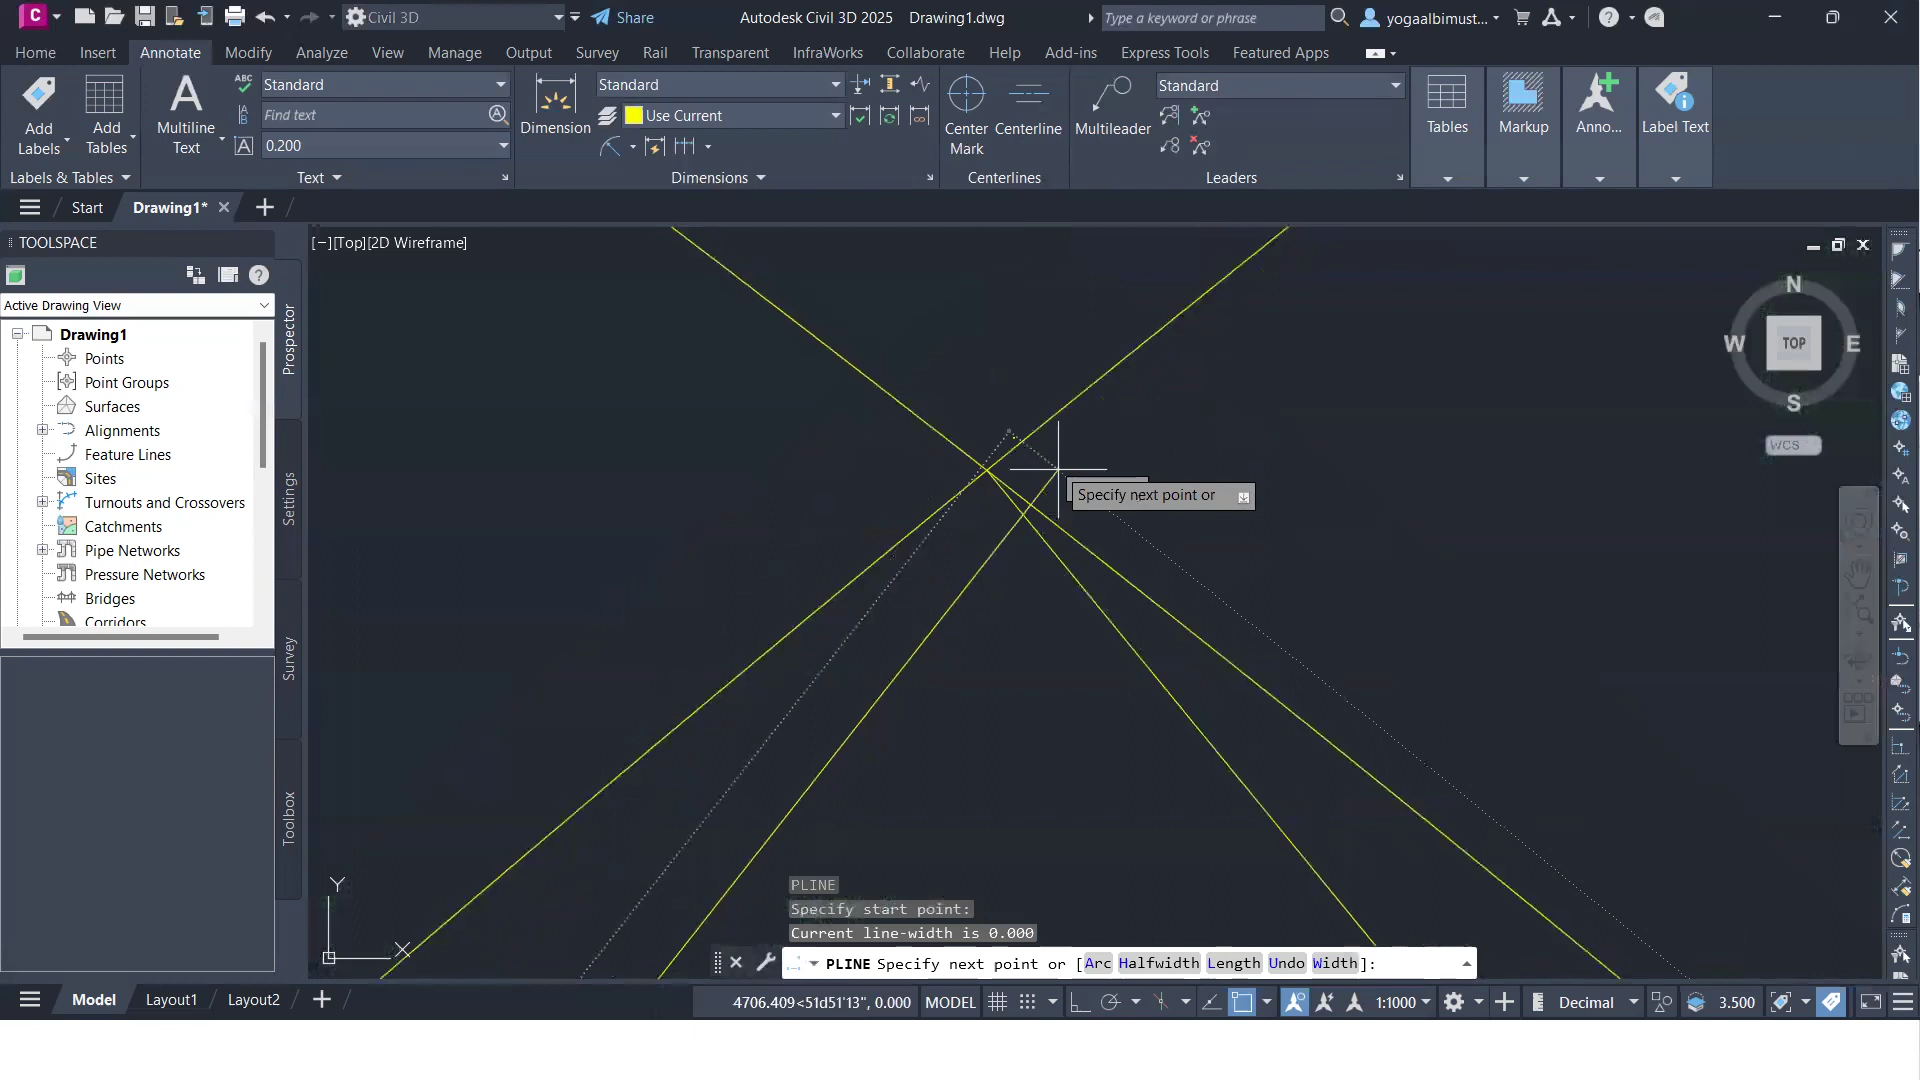 Civil 3D
Share
Autodesk Civil 3D 2025 Drawing1.dwg
Type a keyword or phrase
yogaalbimust...
Home Insert Annotate Modify Analyze View Manage Output Survey Rail Transparent InfraWorks Collaborate Help Add-ins Express Tools Featured Apps
Add Labels
Add Tables
Labels & Tables
Multiline Text
ABC
Standard
Find text
0.200
Text
Dimension
Standard
Use Current
Dimensions
Center Mark
Centerline
Centerlines
Multileader
Standard
Leaders
Tables
Markup
Anno...
Label Text
Start
Drawing1*
TOOLSPACE
[−][Top][2D Wireframe]
Active Drawing View
Drawing1
Points
Point Groups
Surfaces
Alignments
Feature Lines
Sites
Turnouts and Crossovers
Catchments
Pipe Networks
Pressure Networks
Bridges
Corridors
Prospector
Settings
Survey
Toolbox
N
W
TOP
E
S
WCS
Specify next point or
Y
X
PLINE
Specify start point:
Current line-width is 0.000
PLINE Specify next point or [Arc Halfwidth Length Undo Width]:
Model Layout1 Layout2
4706.409<51d51'13", 0.000 MODEL
1:1000
Decimal
3.500